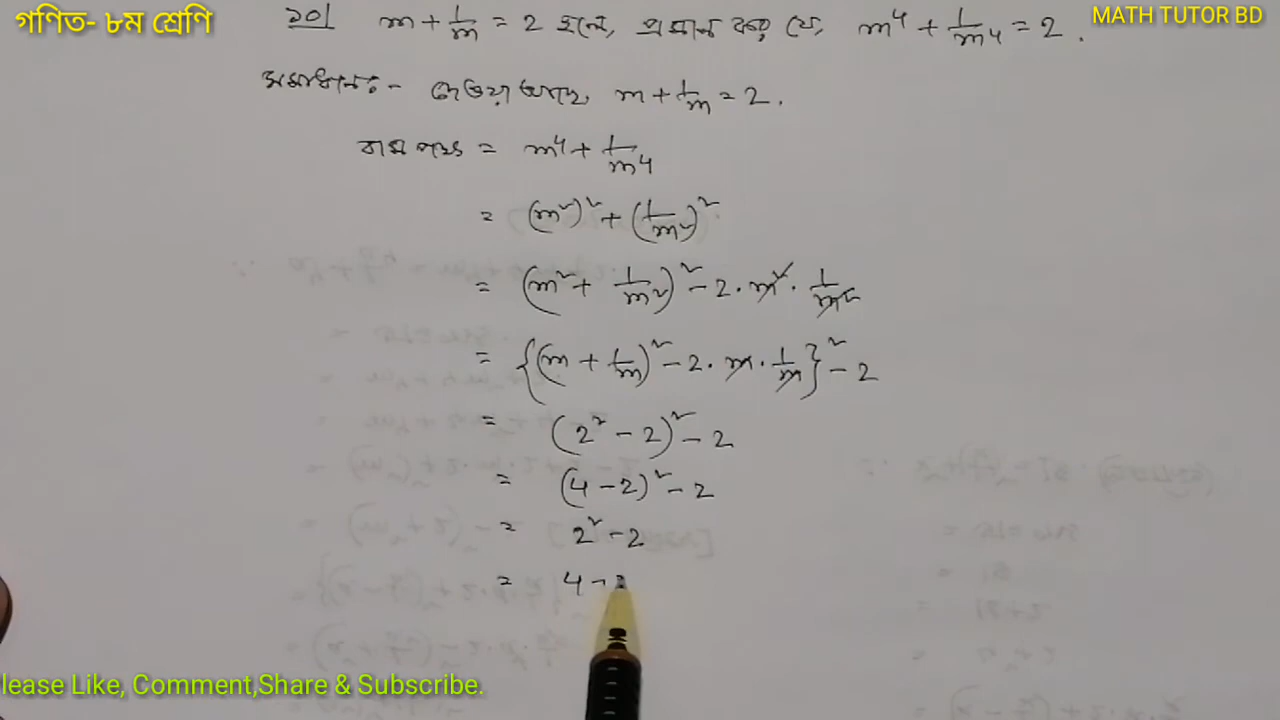 গণিত- ৮ম শ্রেণি
MATH TUTOR BD
১০। m + 1/m = 2 হলে, প্রমাণ কর যে, m⁴ + 1/m⁴ = 2.
সমাধানঃ- দেওয়া আছে, m + 1/m = 2.
বামপক্ষ = m⁴ + 1/m⁴
= (m²)² + (1/m²)²
= (m² + 1/m²)² - 2 · m² · 1/m²
= {(m + 1/m)² - 2 · m · 1/m}² - 2
= (2² - 2)² - 2
= (4 - 2)² - 2
= 2² - 2
= 4 -
lease Like, Comment,Share & Subscribe.